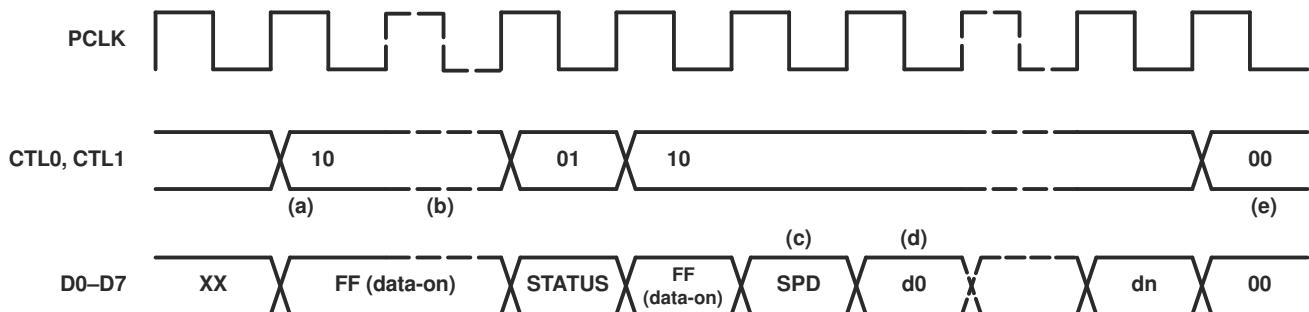 PCLK
CTL0, CTL1 10 01 10 00
(a) (b) (e)
(c) (d)
D0–D7 XX FF (data-on) STATUS FF (data-on) SPD d0 dn 00